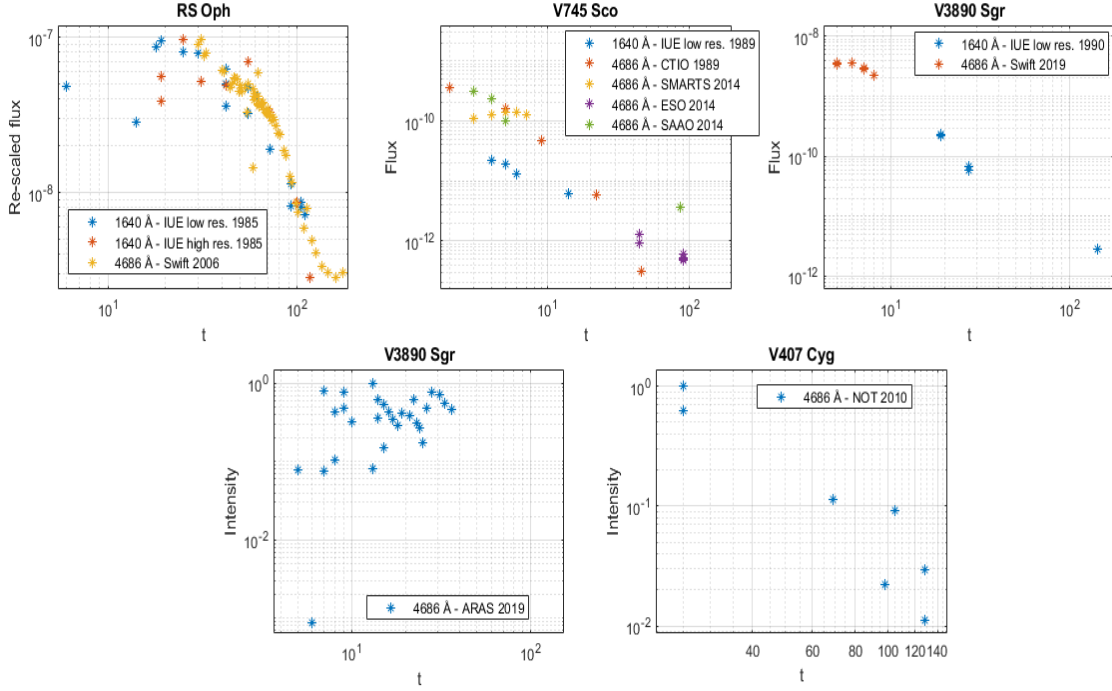 RS Oph
10^-7
10^-8
Re-scaled flux
1640 Å - IUE low res. 1985
1640 Å - IUE high res. 1985
4686 Å - Swift 2006
10^1
10^2
t
V745 Sco
10^-10
10^-12
Flux
1640 Å - IUE low res. 1989
4686 Å - CTIO 1989
4686 Å - SMARTS 2014
4686 Å - ESO 2014
4686 Å - SAAO 2014
10^1
10^2
t
V3890 Sgr
10^-8
10^-10
10^-12
Flux
1640 Å - IUE low res. 1990
4686 Å - Swift 2019
10^1
10^2
t
V3890 Sgr
10^0
10^-2
Intensity
4686 Å - ARAS 2019
10^1
10^2
t
V407 Cyg
10^0
10^-1
10^-2
Intensity
4686 Å - NOT 2010
40 60 80 100 120 140
t